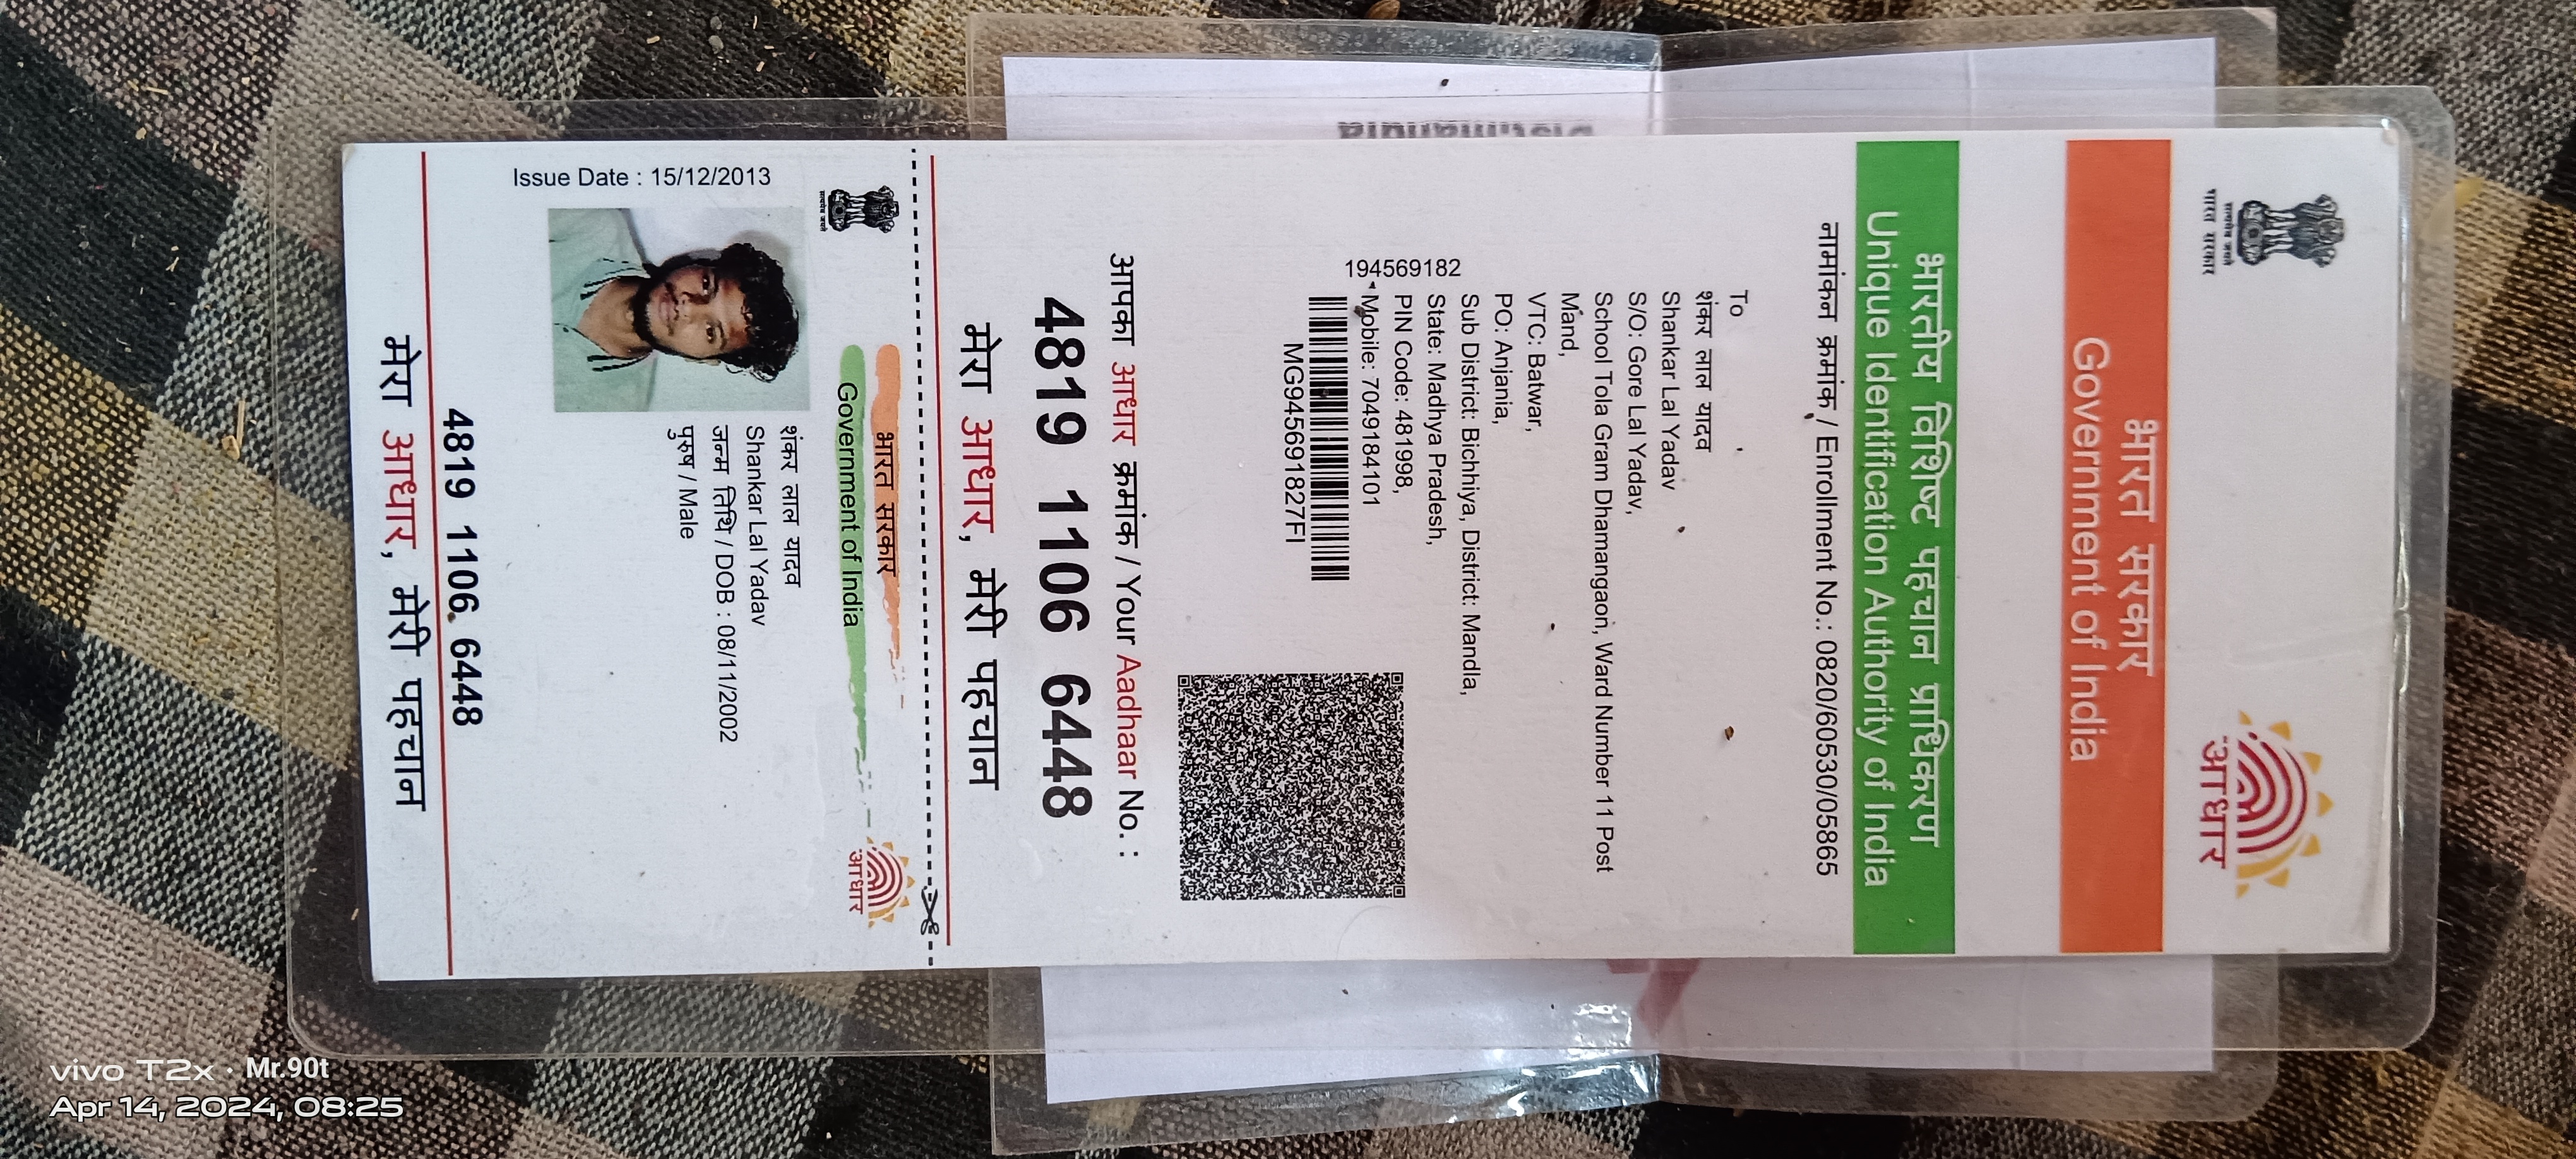 भारत सरकार
सत्यमेव जयते
भारत सरकार
Government of India
आधार
भारतीय विशिष्ट पहचान प्राधिकरण
Unique Identification Authority of India
नामांकन क्रमांक / Enrollment No.: 0820/60530/05865
To
शंकर लाल यादव
Shankar Lal Yadav
S/O: Gore Lal Yadav,
School Tola Gram Dhamangaon, Ward Number 11 Post
Mand,
VTC: Batwar,
PO: Anjania,
Sub District: Bichhiya, District: Mandla,
State: Madhya Pradesh,
PIN Code: 481998,
Mobile: 7049184101
194569182
MG945691827FI
आपका आधार क्रमांक / Your Aadhaar No. :
4819 1106 6448
मेरा आधार, मेरी पहचान
भारत सरकार
Government of India
आधार
Issue Date : 15/12/2013
शंकर लाल यादव
Shankar Lal Yadav
जन्म तिथि / DOB : 08/11/2002
पुरुष / Male
4819 1106 6448
मेरा आधार, मेरी पहचान
vivo T2x · Mr.90t
Apr 14, 2024, 08:25